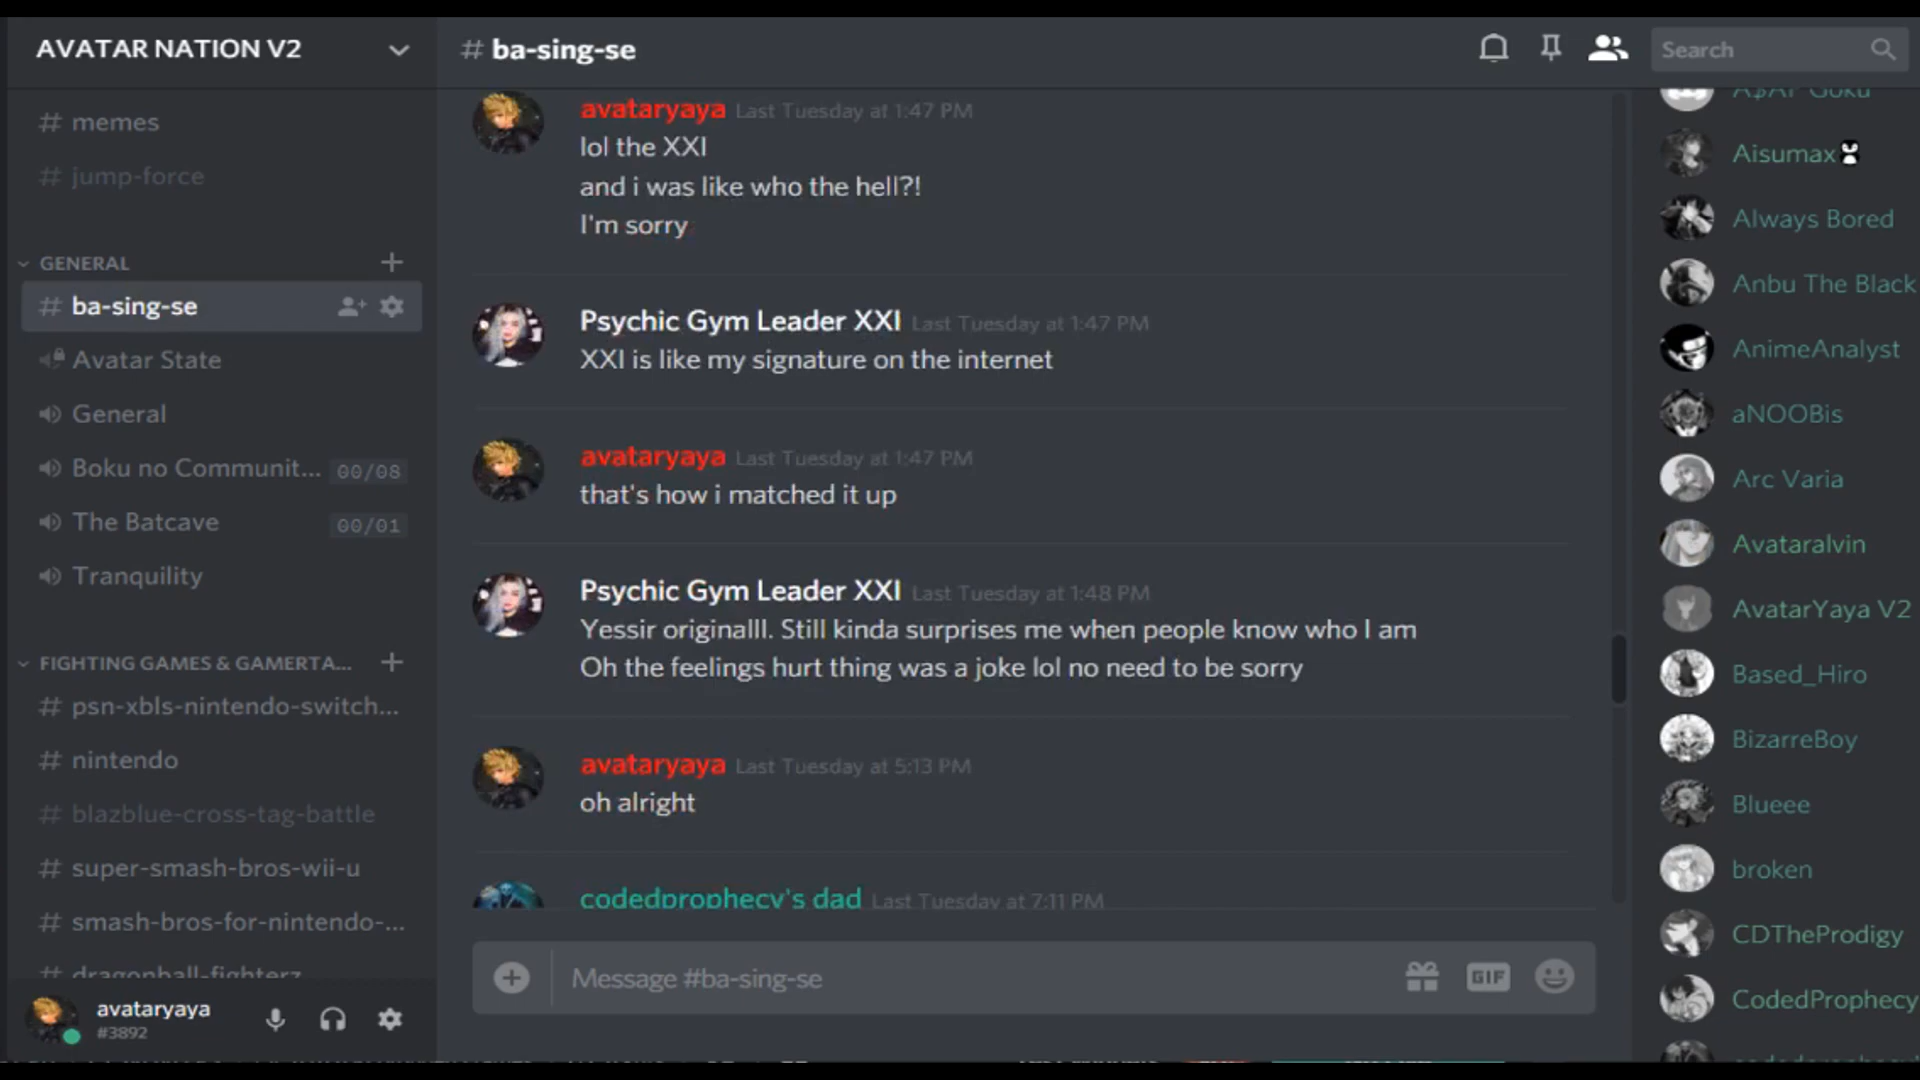 AVATAR NATION V2
# memes
# jump-force
GENERAL
# ba-sing-se
Avatar State
General
Boku no Communit... 00/08
The Batcave 00/01
Tranquility
FIGHTING GAMES & GAMERTA...
# psn-xbls-nintendo-switch...
# nintendo
# blazblue-cross-tag-battle
# super-smash-bros-wii-u
# smash-bros-for-nintendo-...
# dragonball-fighterz
avataryaya
#3892
# ba-sing-se
Search
avataryaya Last Tuesday at 1:47 PM
lol the XXI
and i was like who the hell?!
I'm sorry
Psychic Gym Leader XXI Last Tuesday at 1:47 PM
XXI is like my signature on the internet
avataryaya Last Tuesday at 1:47 PM
that's how i matched it up
Psychic Gym Leader XXI Last Tuesday at 1:48 PM
Yessir originalll. Still kinda surprises me when people know who I am
Oh the feelings hurt thing was a joke lol no need to be sorry
avataryaya Last Tuesday at 5:13 PM
oh alright
codedprophecy's dad Last Tuesday at 7:11 PM
Message #ba-sing-se
GIF
A$AP Goku
Aisumax
Always Bored
Anbu The Black
AnimeAnalyst
aNOOBis
Arc Varia
Avataralvin
AvatarYaya V2
Based_Hiro
BizarreBoy
Blueee
broken
CDTheProdigy
CodedProphecy